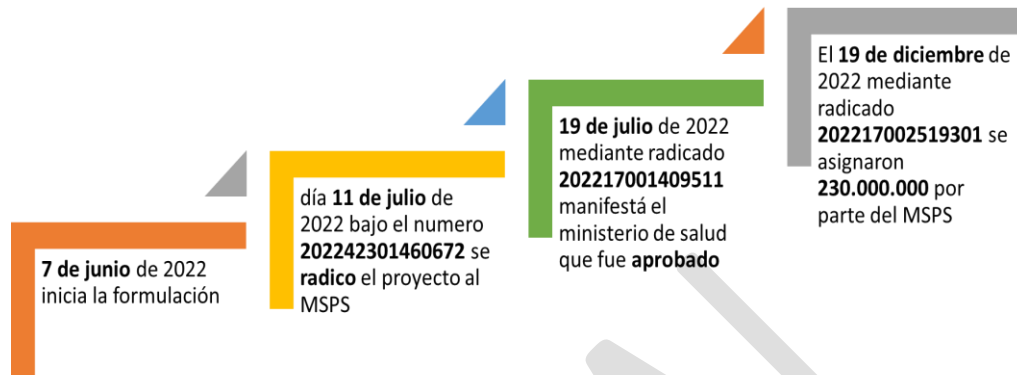 7 de junio de 2022
inicia la formulación
día 11 de julio de
2022 bajo el numero
202242301460672 se
radico el proyecto al
MSPS
19 de julio de 2022
mediante radicado
202217001409511
manifestá el
ministerio de salud
que fue aprobado
El 19 de diciembre de
2022 mediante
radicado
202217002519301 se
asignaron
230.000.000 por
parte del MSPS